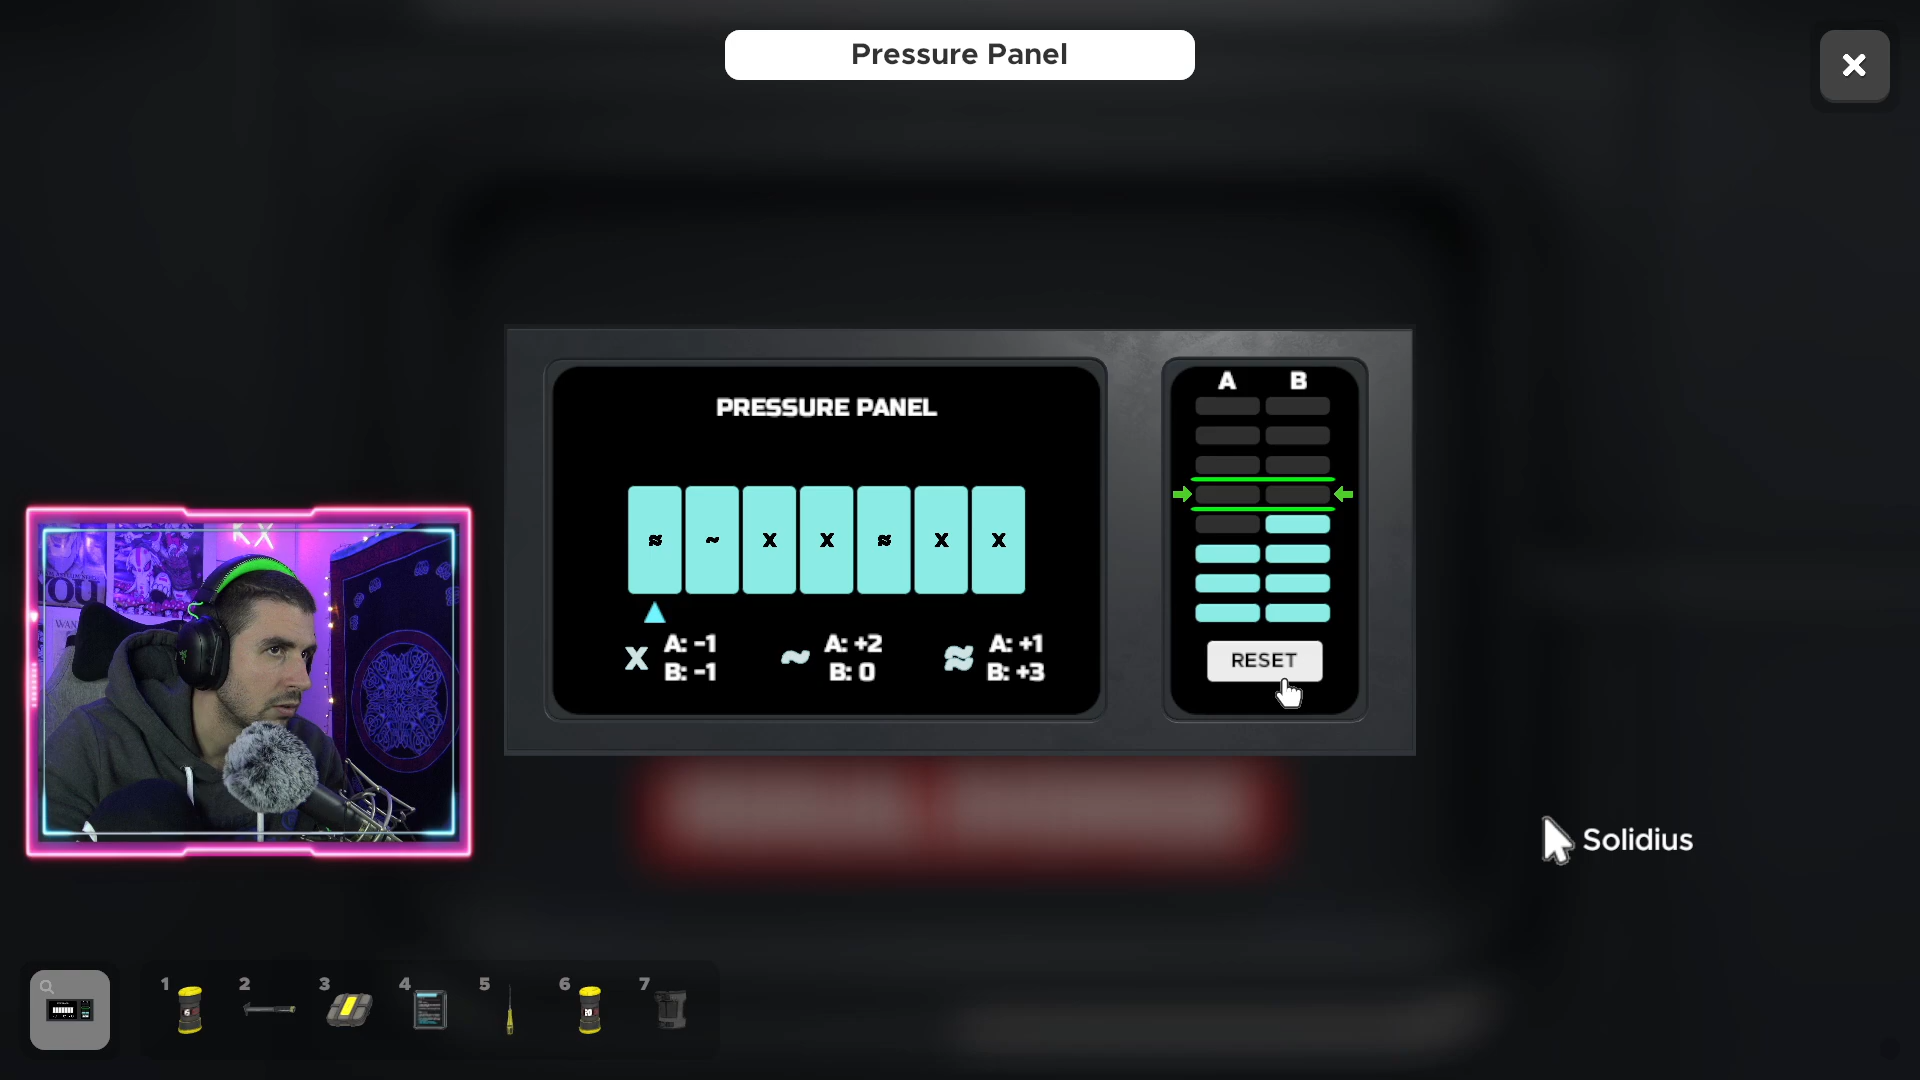 Pressure Panel
PRESSURE PANEL
≈ ~ X X ≈ X X
X A: -1 ~ A: +2 ≈ A: +1
B: -1 B: 0 B: +3
A B
RESET
Solidius
YOU
1 2 3 4 5 6 7